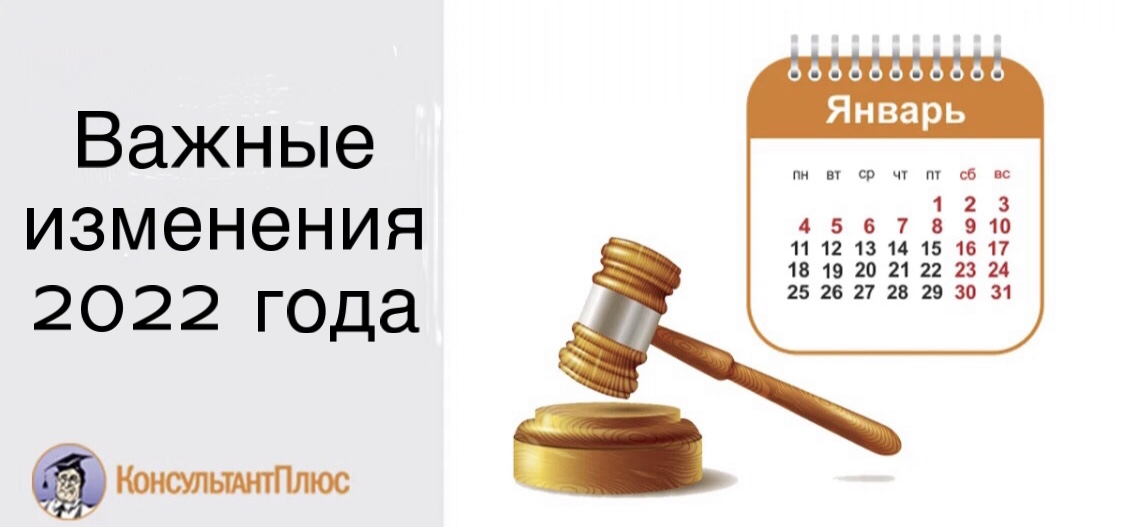 Важные
изменения
2022 года
КонсультантПлюс
Январь
пн вт ср чт пт сб вс
1 2 3
4 5 6 7 8 9 10
11 12 13 14 15 16 17
18 19 20 21 22 23 24
25 26 27 28 29 30 31